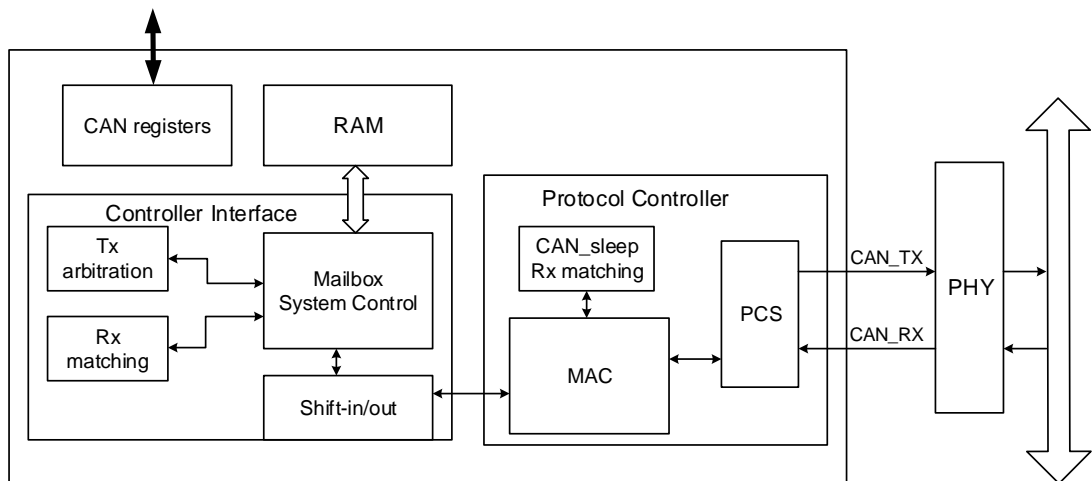 CAN registers
RAM
Controller Interface
Tx
arbitration
Rx
matching
Mailbox
System Control
Shift-in/out
Protocol Controller
CAN_sleep
Rx matching
MAC
PCS
CAN_TX
CAN_RX
PHY